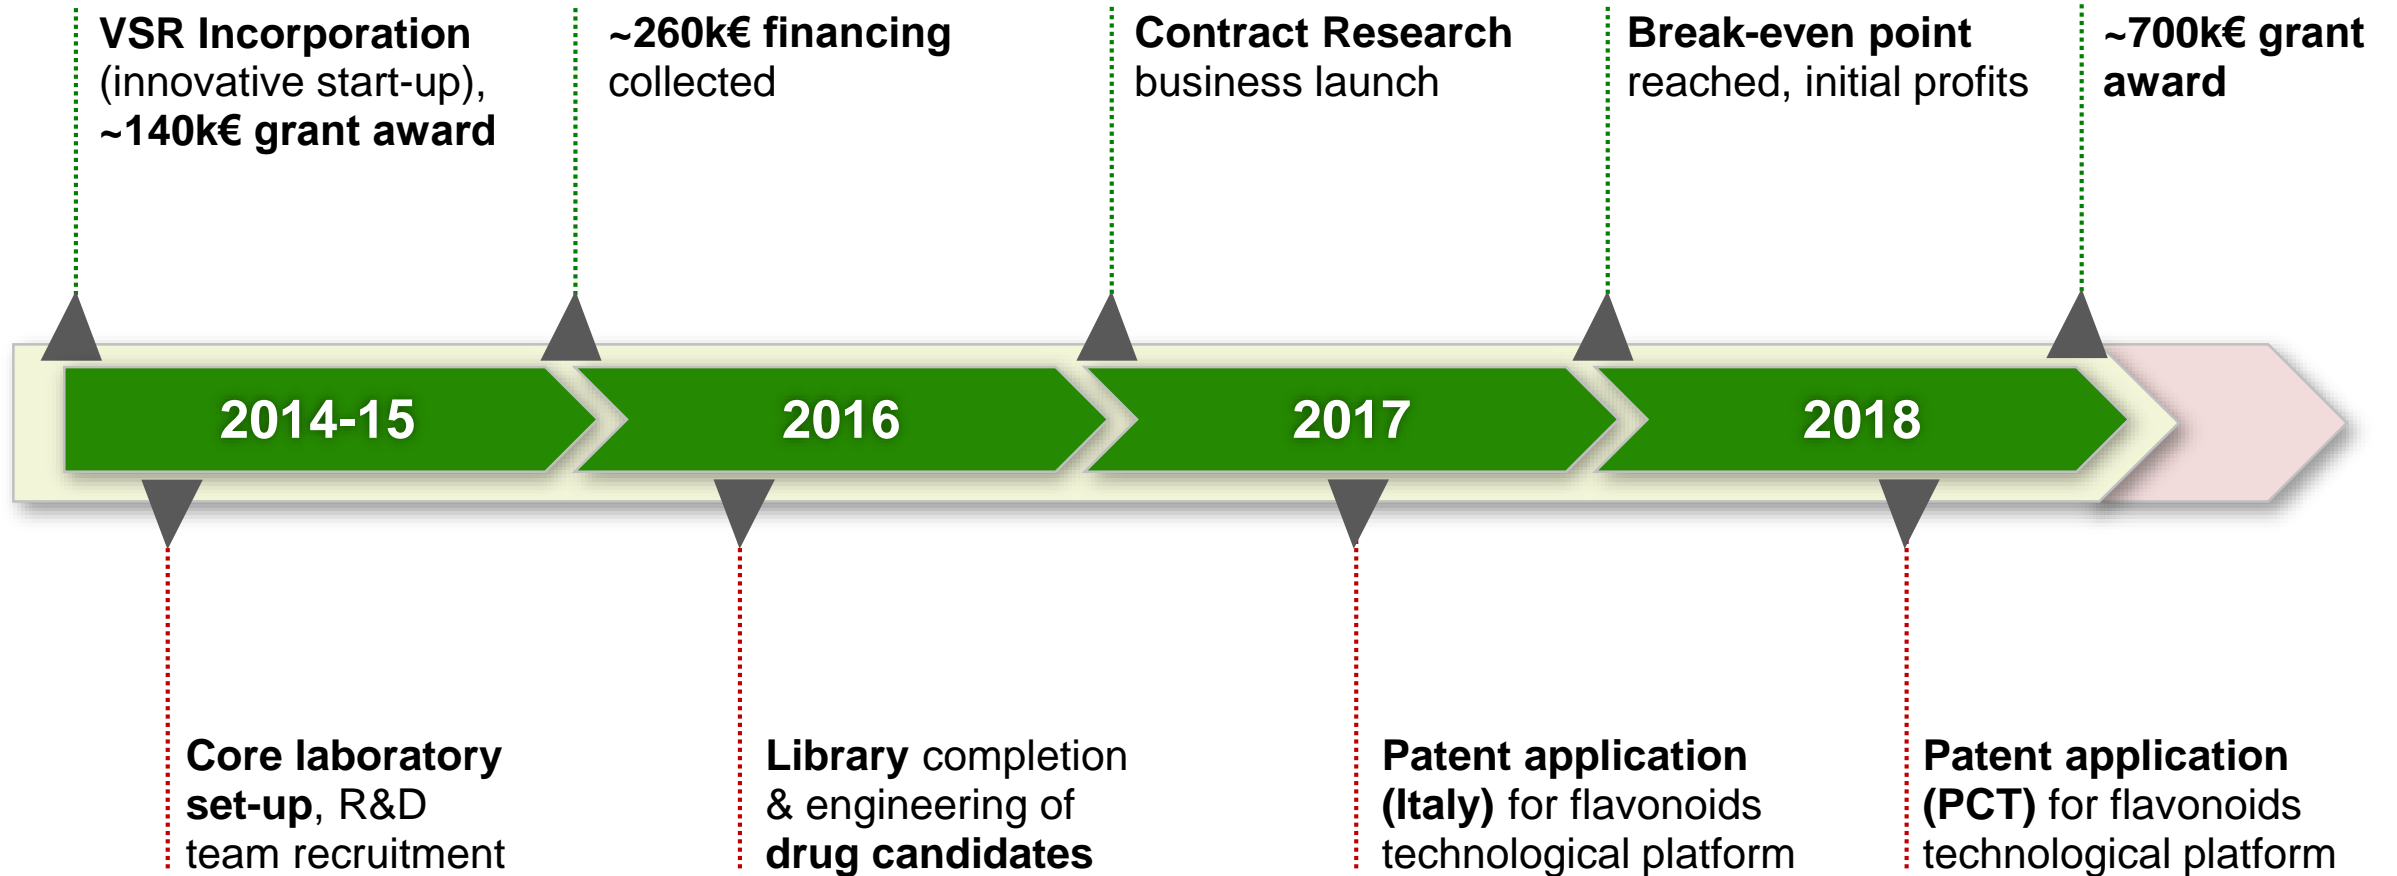 VSR Incorporation
(innovative start-up),
~140k€ grant award
~260k€ financing
collected
Contract Research
business launch
Break-even point
reached, initial profits
~700k€ grant
award
2014-15
2016
2017
2018
Core laboratory
set-up, R&D
team recruitment
Library completion
& engineering of
drug candidates
Patent application
(Italy) for flavonoids
technological platform
Patent application
(PCT) for flavonoids
technological platform